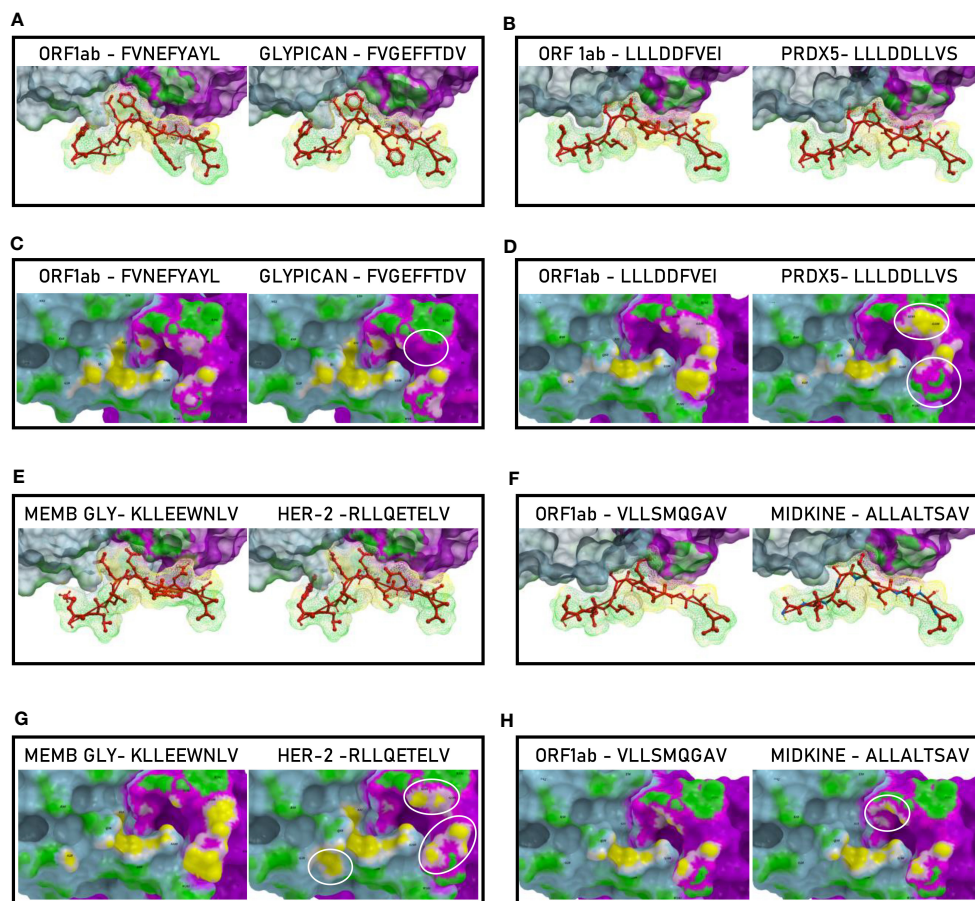 A
B
ORF1ab - FVNEFYAYL GLYPICAN - FVGEFFTDV
ORF 1ab - LLLDDFVEI PRDX5- LLLDDLLVS
C
D
ORF1ab - FVNEFYAYL GLYPICAN - FVGEFFTDV
ORF1ab - LLLDDFVEI PRDX5- LLLDDLLVS
E
F
MEMB GLY- KLLEEWNLV HER-2 -RLLQETELV
ORF1ab - VLLSMQGAV MIDKINE - ALLALTSAV
G
H
MEMB GLY- KLLEEWNLV HER-2 -RLLQETELV
ORF1ab - VLLSMQGAV MIDKINE - ALLALTSAV